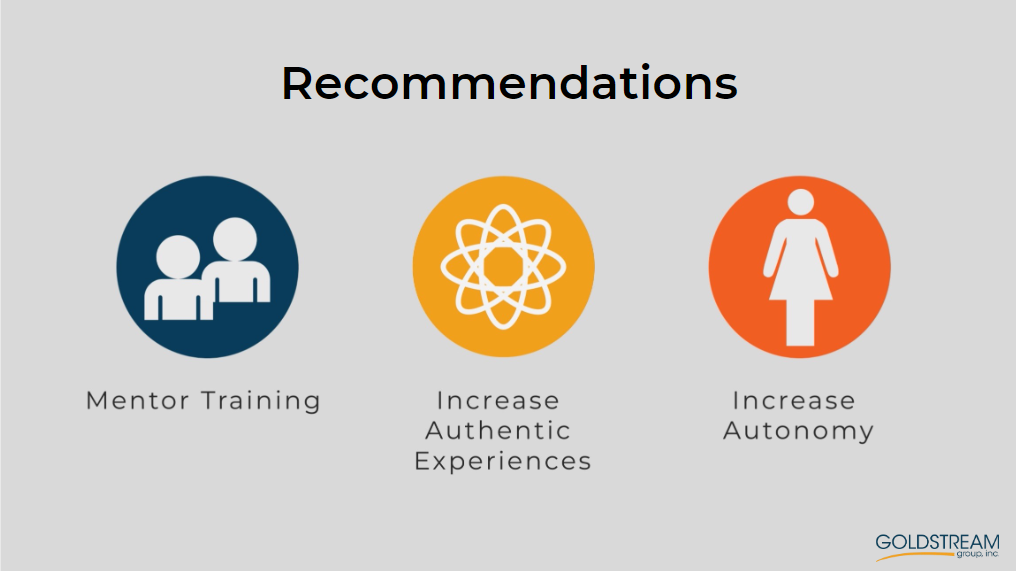 Recommendations
Mentor Training
Increase
Authentic
Experiences
Increase
Autonomy
GOLDSTREAM
group, inc